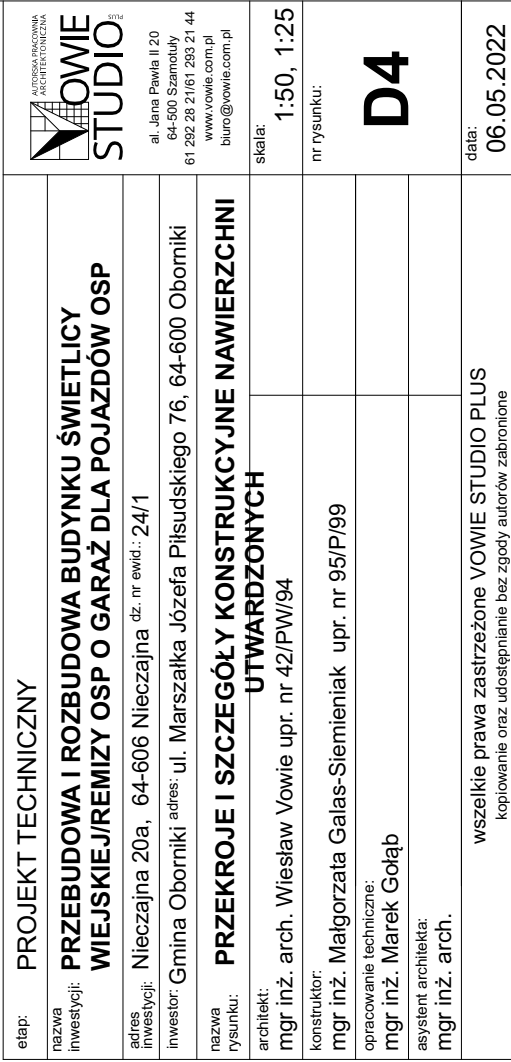 etap: PROJEKT TECHNICZNY
nazwa inwestycji: PRZEBUDOWA I ROZBUDOWA BUDYNKU ŚWIETLICY
WIEJSKIEJ/REMIZY OSP O GARAŻ DLA POJAZDÓW OSP
adres inwestycji: Nieczajna 20a, 64-606 Nieczajna dz. nr ewid.: 24/1
inwestor: Gmina Oborniki adres: ul. Marszałka Józefa Piłsudskiego 76, 64-600 Oborniki
nazwa rysunku: PRZEKROJE I SZCZEGÓŁY KONSTRUKCYJNE NAWIERZCHNI
UTWARDZONYCH
architekt:
mgr inż. arch. Wiesław Vowie upr. nr 42/PW/94
konstruktor:
mgr inż. Małgorzata Galas-Siemieniak upr. nr 95/P/99
opracowanie techniczne:
mgr inż. Marek Gołąb
asystent architekta:
mgr inż. arch.
wszelkie prawa zastrzeżone VOWIE STUDIO PLUS
kopiowanie oraz udostępnianie bez zgody autorów zabronione
AUTORSKA PRACOWNIA
ARCHITEKTONICZNA
VOWIE
STUDIO PLUS
al. Jana Pawła II 20
64-500 Szamotuły
61 292 28 21/61 293 21 44
www.vowie.com.pl
biuro@vowie.com.pl
skala:
1:50, 1:25
nr rysunku:
D4
data:
06.05.2022